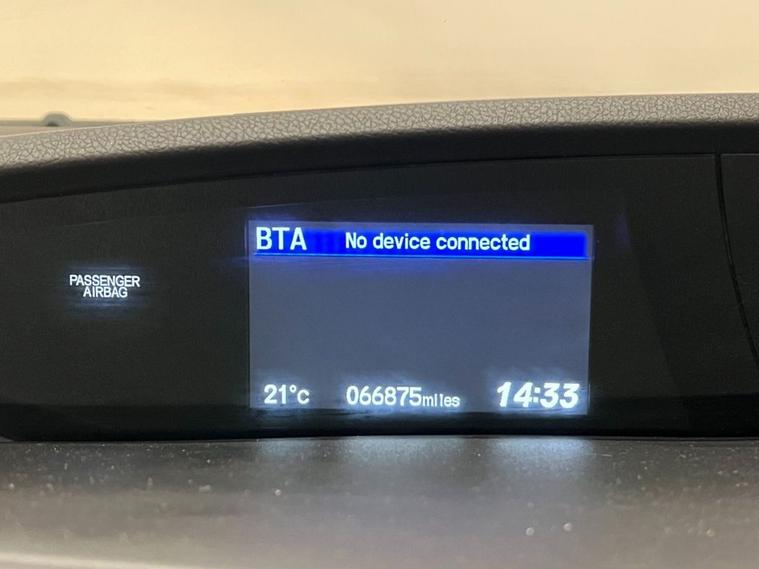 BTA No device connected
PASSENGER
AIRBAG
21°c 066875miles 14:33